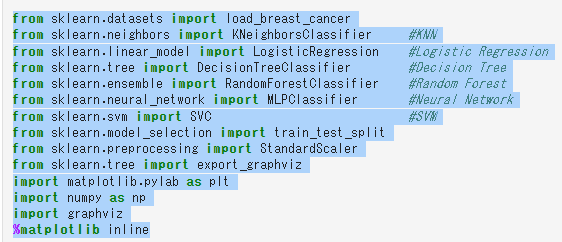 from sklearn.datasets import load_breast_cancer
from sklearn.neighbors import KNeighborsClassifier #KNN
from sklearn.linear_model import LogisticRegression #Logistic Regression
from sklearn.tree import DecisionTreeClassifier #Decision Tree
from sklearn.ensemble import RandomForestClassifier #Random Forest
from sklearn.neural_network import MLPClassifier #Neural Network
from sklearn.svm import SVC #SVM
from sklearn.model_selection import train_test_split
from sklearn.preprocessing import StandardScaler
from sklearn.tree import export_graphviz
import matplotlib.pylab as plt
import numpy as np
import graphviz
%matplotlib inline